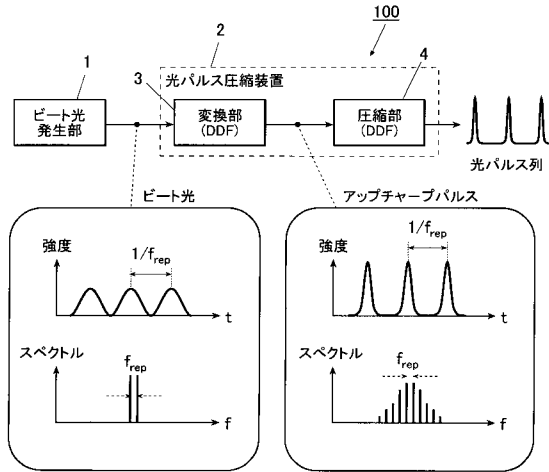 100
2
光パルス圧縮装置
1
ビート光
発生部
3
変換部
(DDF)
4
圧縮部
(DDF)
光パルス列
ビート光
強度
1/frep
t
スペクトル
frep
f
アップチャープパルス
強度
1/frep
t
スペクトル
frep
f